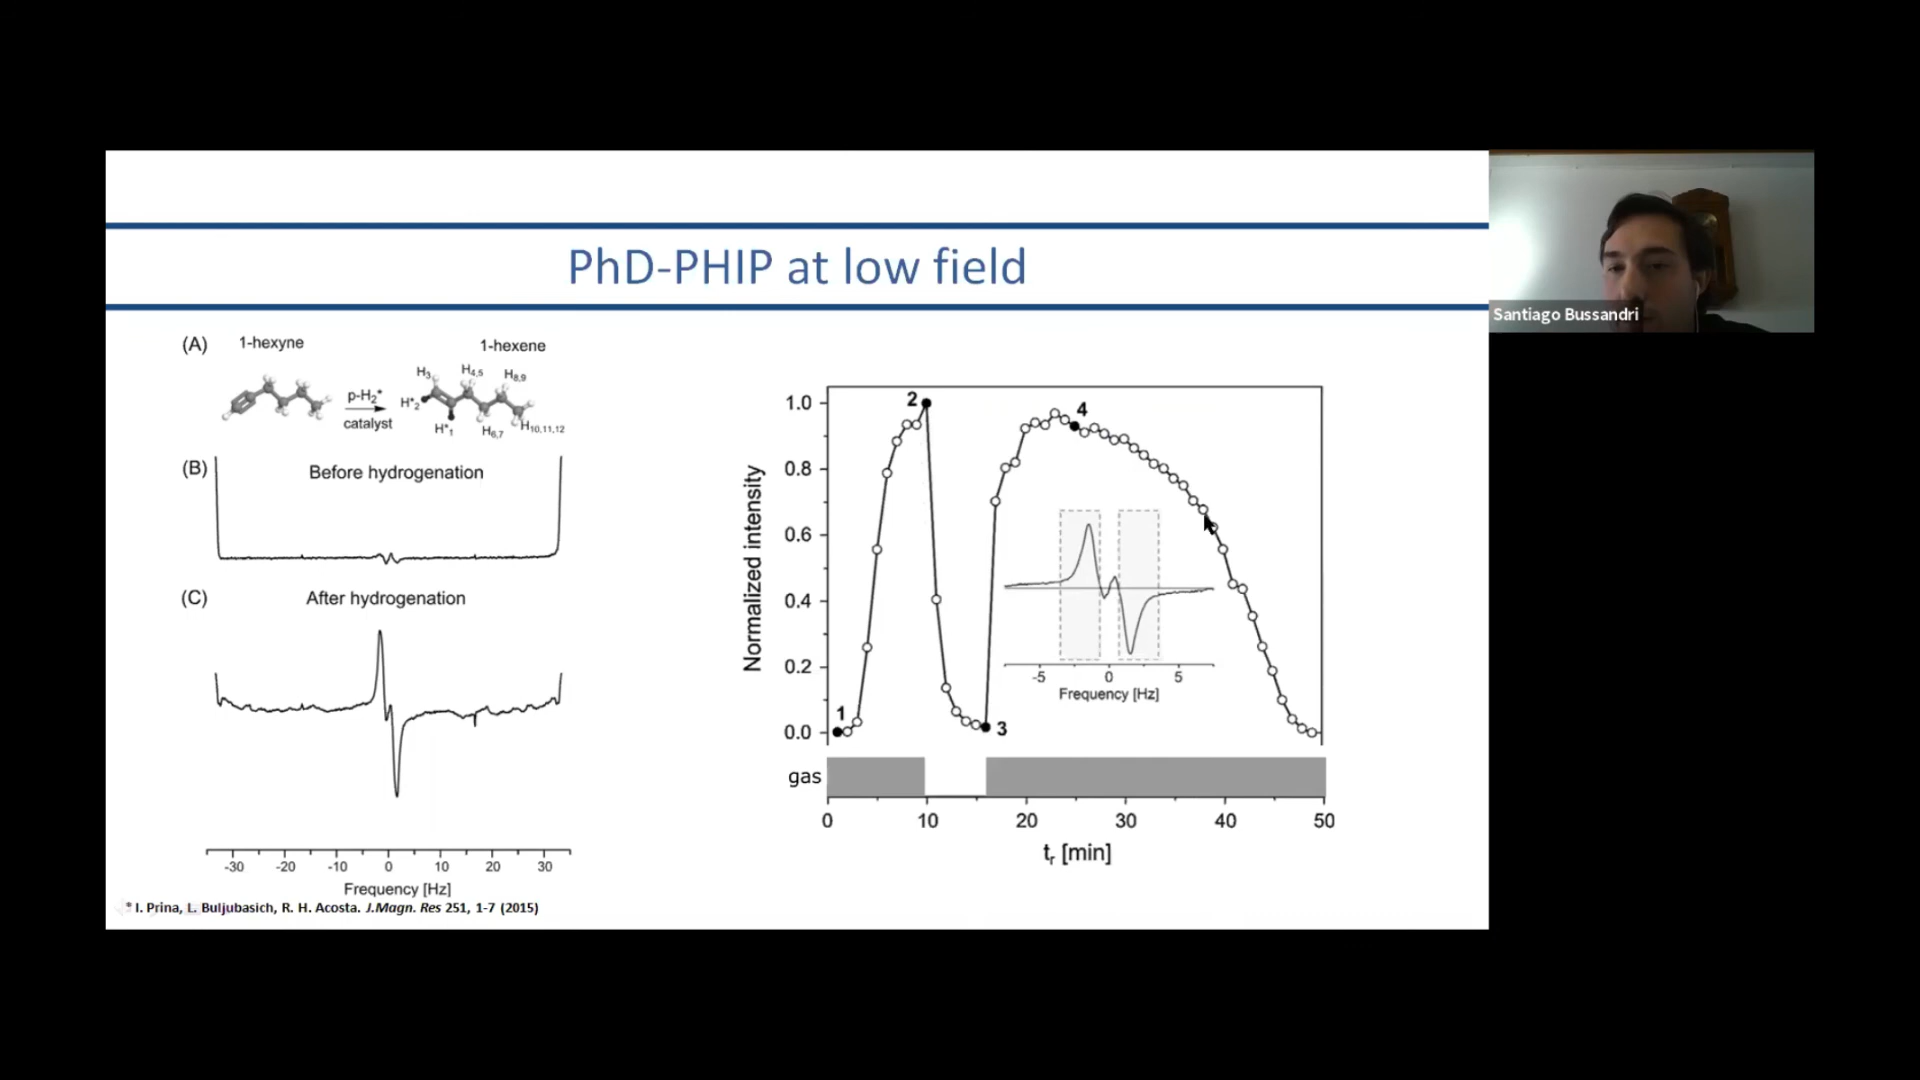 PhD-PHIP at low field
Santiago Bussandri
(A)
1-hexyne
1-hexene
p-H2*
catalyst
H3
H4,5
H8,9
H*2
H*1
H6,7
H10,11,12
(B)
Before hydrogenation
(C)
After hydrogenation
-30 -20 -10 0 10 20 30
Frequency [Hz]
* I. Prina, L. Buljubasich, R. H. Acosta. J.Magn. Res 251, 1-7 (2015)
Normalized intensity
1.0
0.8
0.6
0.4
0.2
0.0
1
2
3
4
-5 0 5
Frequency [Hz]
gas
0 10 20 30 40 50
tr [min]